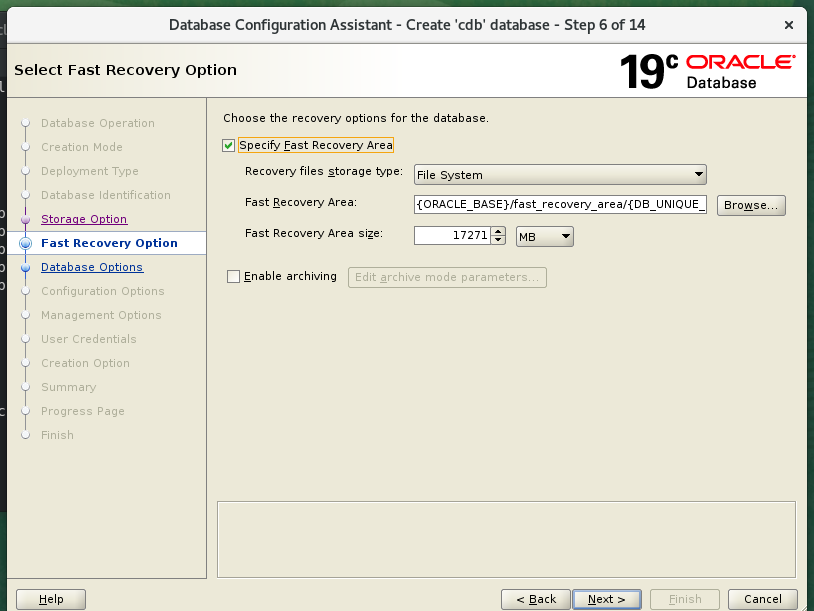 Database Configuration Assistant - Create 'cdb' database - Step 6 of 14
Select Fast Recovery Option
19c ORACLE
Database
Database Operation
Creation Mode
Deployment Type
Database Identification
Storage Option
Fast Recovery Option
Database Options
Configuration Options
Management Options
User Credentials
Creation Option
Summary
Progress Page
Finish
Choose the recovery options for the database.
Specify Fast Recovery Area
Recovery files storage type: File System
Fast Recovery Area: {ORACLE_BASE}/fast_recovery_area/{DB_UNIQUE_ Browse...
Fast Recovery Area size: 17271 MB
Enable archiving Edit archive mode parameters...
Help < Back Next > Finish Cancel